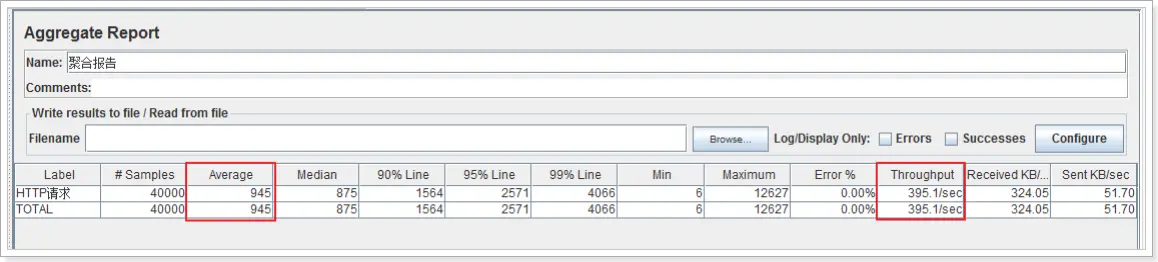 Aggregate Report
Name: 聚合报告
Comments:
Write results to file / Read from file
Filename Browse... Log/Display Only: Errors Successes Configure
Label # Samples Average Median 90% Line 95% Line 99% Line Min Maximum Error % Throughput Received KB/... Sent KB/sec
HTTP请求 40000 945 875 1564 2571 4066 6 12627 0.00% 395.1/sec 324.05 51.70
TOTAL 40000 945 875 1564 2571 4066 6 12627 0.00% 395.1/sec 324.05 51.70